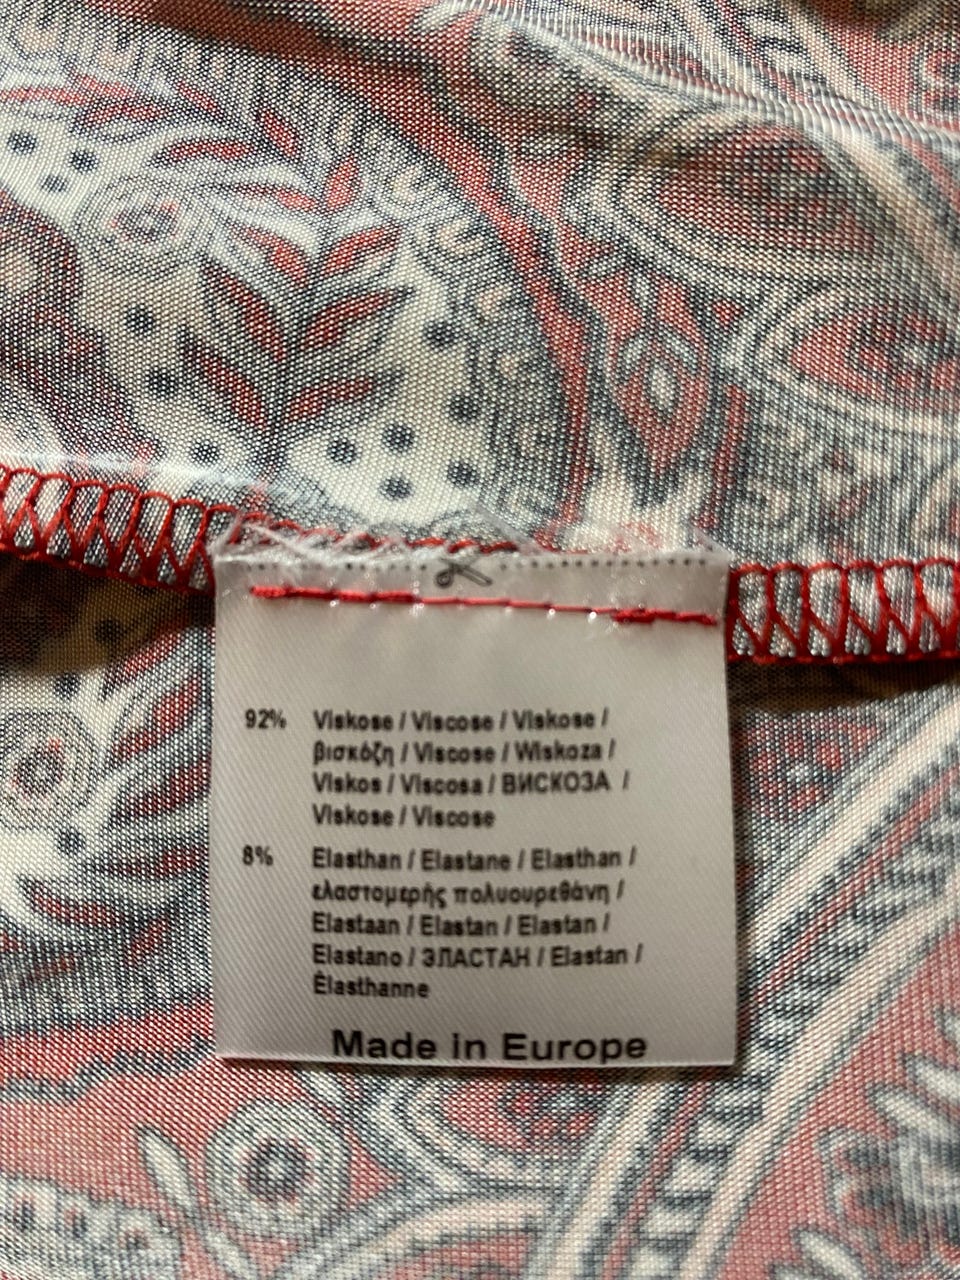 92% Viskose / Viscose / Viskose /
βισκόζη / Viscose / Wiskoza /
Viskos / Viscosa / ВИСКОЗА /
Viskose / Viscose
8% Elasthan / Elastane / Elasthan /
ελαστομερής πολυουρεθάνη /
Elastaan / Elastan / Elastan /
Elastano / ЭЛАСТАН / Elastan /
Élasthanne
Made in Europe